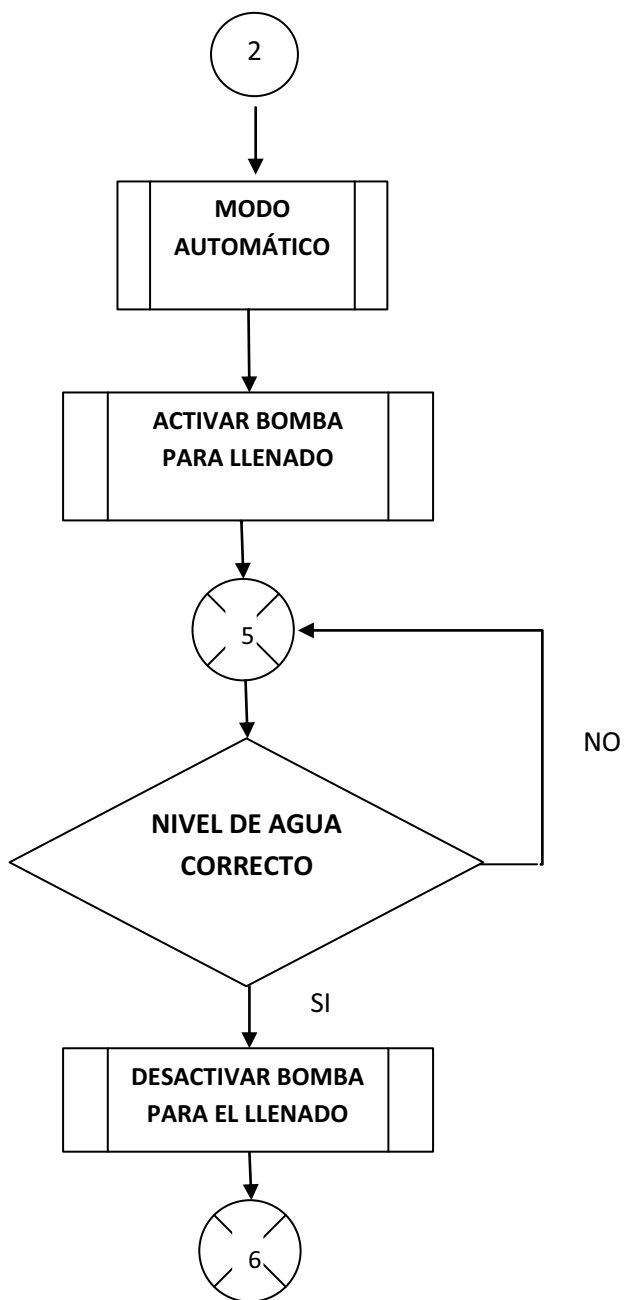 2
MODO
AUTOMÁTICO
ACTIVAR BOMBA
PARA LLENADO
5
NO
NIVEL DE AGUA
CORRECTO
SI
DESACTIVAR BOMBA
PARA EL LLENADO
6